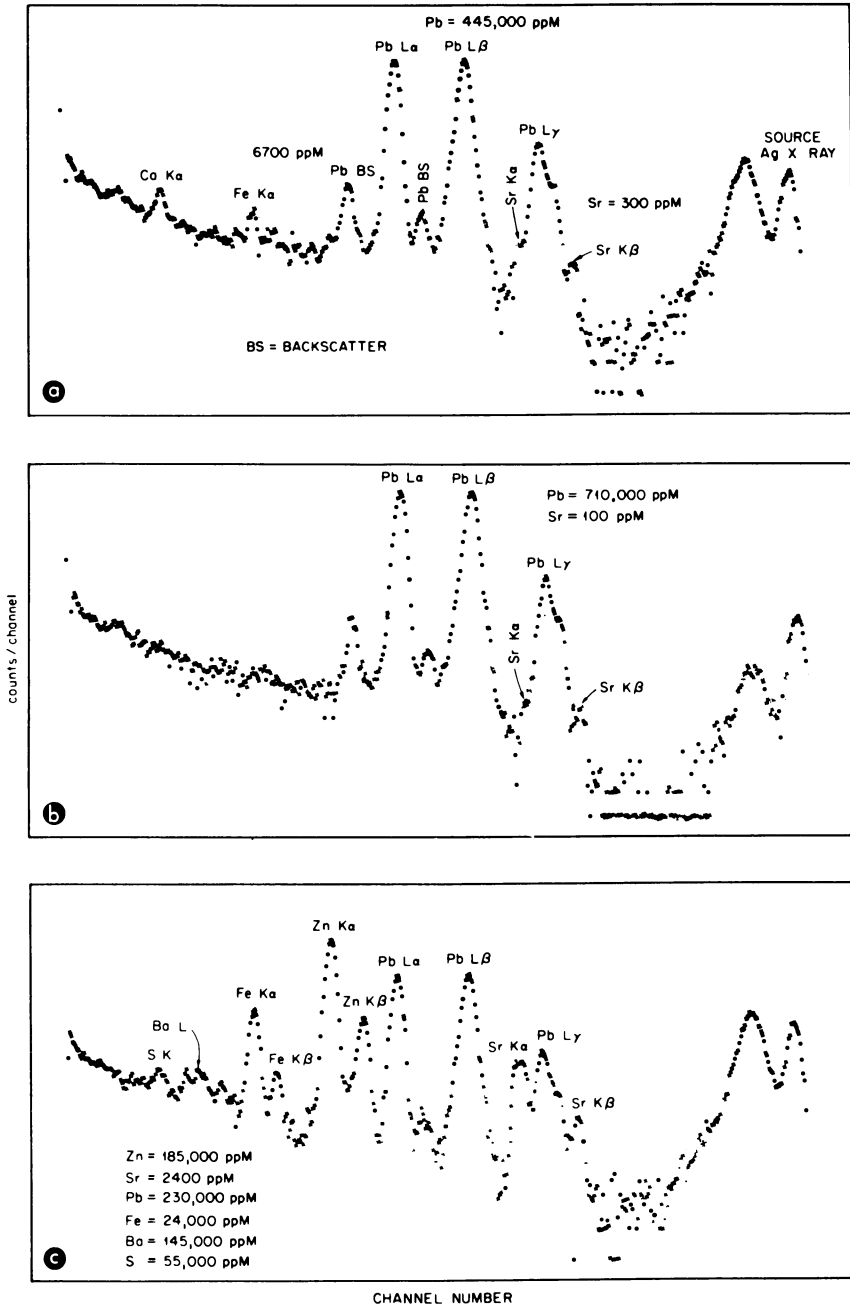 Pb = 445,000 ppM
Pb Lα
Pb Lβ
Pb Lγ
SOURCE
Ag X RAY
6700 ppM
Ca Kα
Fe Kα
Pb BS
Pb BS
Sr Kα
Sr = 300 ppM
Sr Kβ
BS = BACKSCATTER
a
Pb Lα
Pb Lβ
Pb = 710,000 ppM
Sr = 100 ppM
Pb Lγ
Sr Kα
Sr Kβ
counts / channel
b
Zn Kα
Pb Lα
Pb Lβ
Fe Kα
Zn Kβ
Ba L
S K
Fe Kβ
Sr Kα
Pb Lγ
Sr Kβ
Zn = 185,000 ppM
Sr = 2400 ppM
Pb = 230,000 ppM
Fe = 24,000 ppM
Ba = 145,000 ppM
S = 55,000 ppM
c
CHANNEL NUMBER